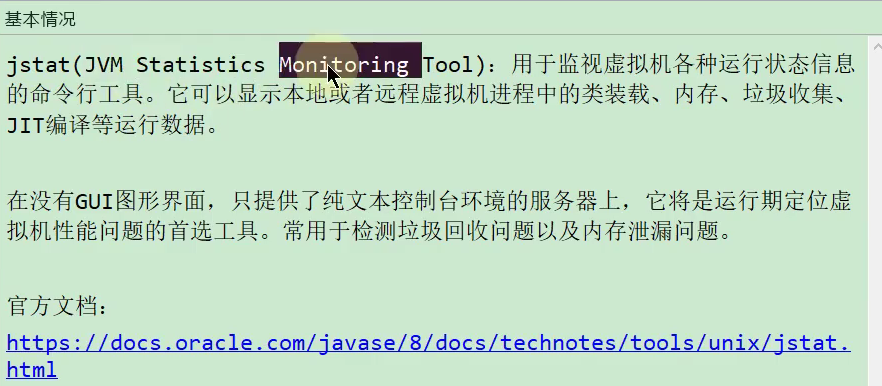 基本情况
jstat(JVM Statistics Monitoring Tool)：用于监视虚拟机各种运行状态信息
的命令行工具。它可以显示本地或者远程虚拟机进程中的类装载、内存、垃圾收集、
JIT编译等运行数据。
在没有GUI图形界面，只提供了纯文本控制台环境的服务器上，它将是运行期定位虚
拟机性能问题的首选工具。常用于检测垃圾回收问题以及内存泄漏问题。
官方文档：
https://docs.oracle.com/javase/8/docs/technotes/tools/unix/jstat.
html